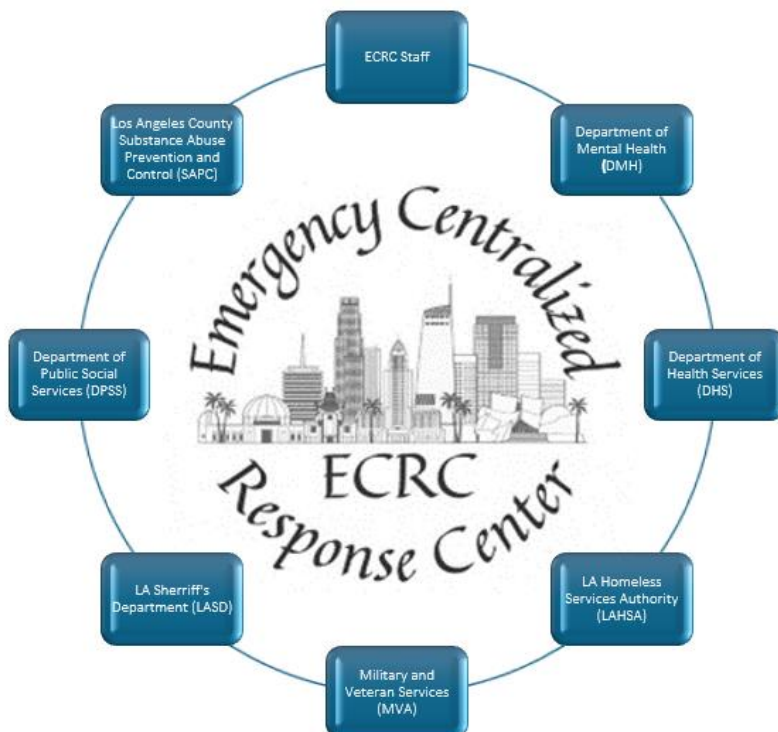 ECRC Staff
Department of
Mental Health
(DMH)
Department of
Health Services
(DHS)
LA Homeless
Services Authority
(LAHSA)
Military and
Veteran Services
(MVA)
LA Sherriff's
Department (LASD)
Department of
Public Social
Services (DPSS)
Los Angeles County
Substance Abuse
Prevention and
Control (SAPC)
Emergency Centralized
ECRC
Response Center